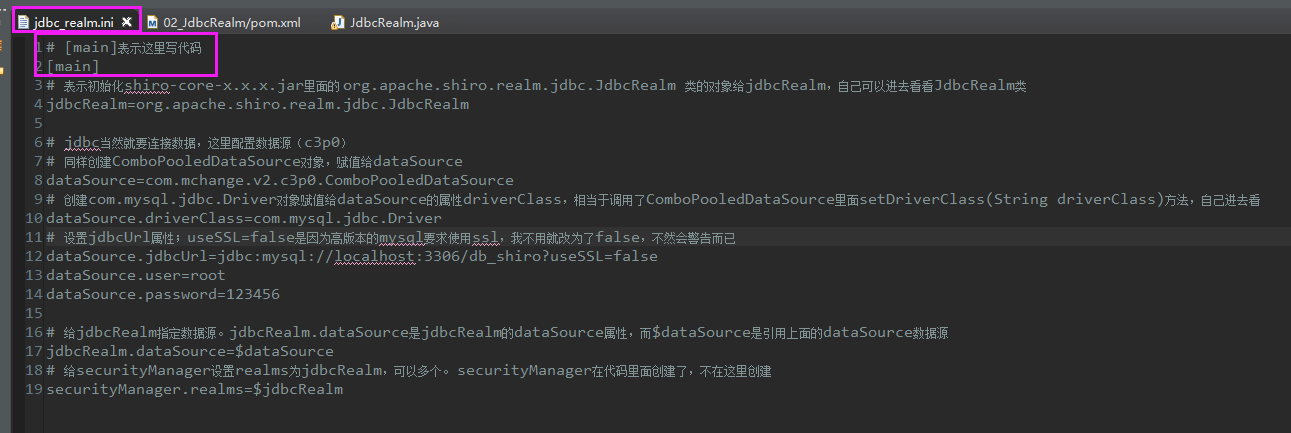 jdbc_realm.ini 02_JdbcRealm/pom.xml JdbcRealm.java
1 # [main]表示这里写代码
2 [main]
3 # 表示初始化shiro-core-x.x.x.jar里面的 org.apache.shiro.realm.jdbc.JdbcRealm 类的对象给jdbcRealm，自己可以进去看看JdbcRealm类
4 jdbcRealm=org.apache.shiro.realm.jdbc.JdbcRealm
5
6 # jdbc当然就要连接数据，这里配置数据源（c3p0）
7 # 同样创建ComboPooledDataSource对象，赋值给dataSource
8 dataSource=com.mchange.v2.c3p0.ComboPooledDataSource
9 # 创建com.mysql.jdbc.Driver对象赋值给dataSource的属性driverClass，相当于调用了ComboPooledDataSource里面setDriverClass(String driverClass)方法，自己进去看
10 dataSource.driverClass=com.mysql.jdbc.Driver
11 # 设置jdbcUrl属性；useSSL=false是因为高版本的mysql要求使用ssl，我不用就改为了false，不然会警告而已
12 dataSource.jdbcUrl=jdbc:mysql://localhost:3306/db_shiro?useSSL=false
13 dataSource.user=root
14 dataSource.password=123456
15
16 # 给jdbcRealm指定数据源。jdbcRealm.dataSource是jdbcRealm的dataSource属性，而$dataSource是引用上面的dataSource数据源
17 jdbcRealm.dataSource=$dataSource
18 # 给securityManager设置realms为jdbcRealm，可以多个。 securityManager在代码里面创建了，不在这里创建
19 securityManager.realms=$jdbcRealm